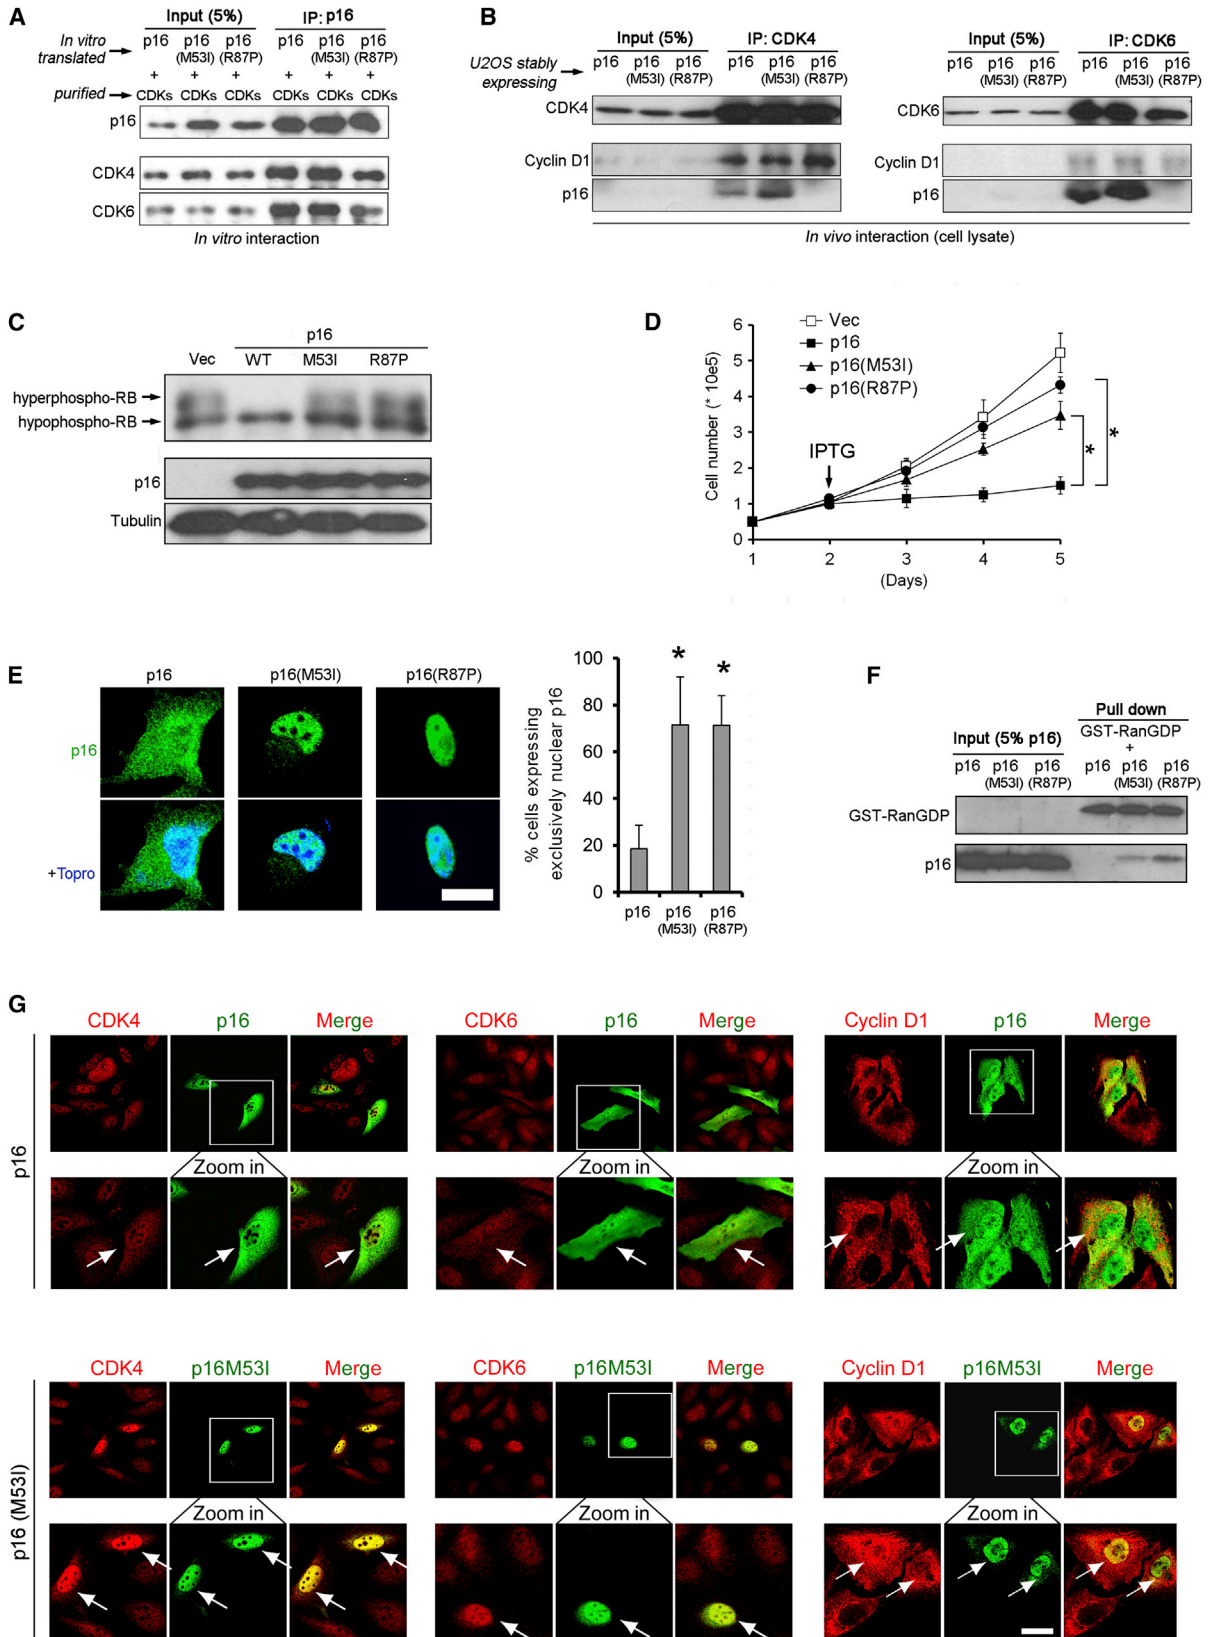 A
Input (5%)
IP: p16
In vitro translated
p16
p16 (M53I)
p16 (R87P)
p16
p16 (M53I)
p16 (R87P)
+ + + + + +
purified
CDKs CDKs CDKs CDKs CDKs CDKs
p16
CDK4
CDK6
In vitro interaction
B
Input (5%)
IP: CDK4
U2OS stably expressing
p16
p16 (M53I)
p16 (R87P)
p16
p16 (M53I)
p16 (R87P)
CDK4
Cyclin D1
p16
Input (5%)
IP: CDK6
p16
p16 (M53I)
p16 (R87P)
p16
p16 (M53I)
p16 (R87P)
CDK6
Cyclin D1
p16
In vivo interaction (cell lysate)
C
p16
Vec WT M53I R87P
hyperphospho-RB
hypophospho-RB
p16
Tubulin
D
Vec
p16
p16(M53I)
p16(R87P)
Cell number (* 10e5)
6
5
4
3
2
1
0
IPTG
*
*
1 2 3 4 5
(Days)
E
p16
p16(M53I)
p16(R87P)
p16
+Topro
% cells expressing exclusively nuclear p16
100
80
60
40
20
0
*
*
p16
p16 (M53I)
p16 (R87P)
F
Pull down
Input (5% p16)
GST-RanGDP
+
p16
p16 (M53I)
p16 (R87P)
p16
p16 (M53I)
p16 (R87P)
GST-RanGDP
p16
G
p16
CDK4 p16 Merge
Zoom in
CDK6 p16 Merge
Zoom in
Cyclin D1 p16 Merge
Zoom in
p16 (M53I)
CDK4 p16M53I Merge
Zoom in
CDK6 p16M53I Merge
Zoom in
Cyclin D1 p16M53I Merge
Zoom in